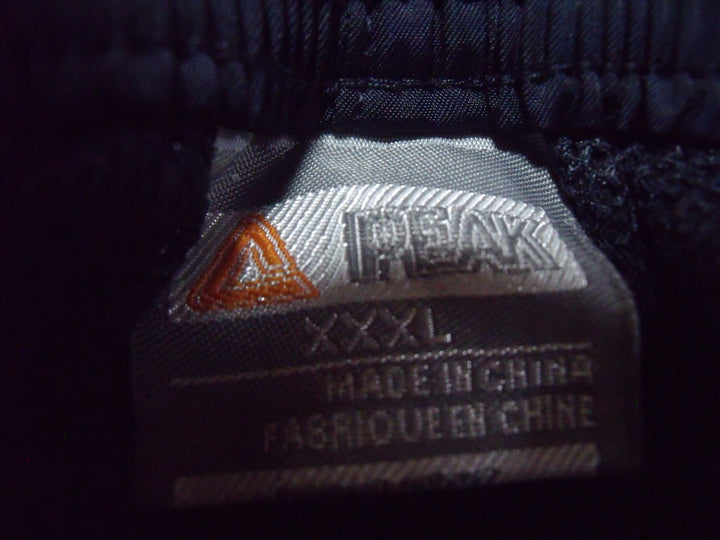 PEAK
XXXL
MADE IN CHINA
FABRIQUE EN CHINE